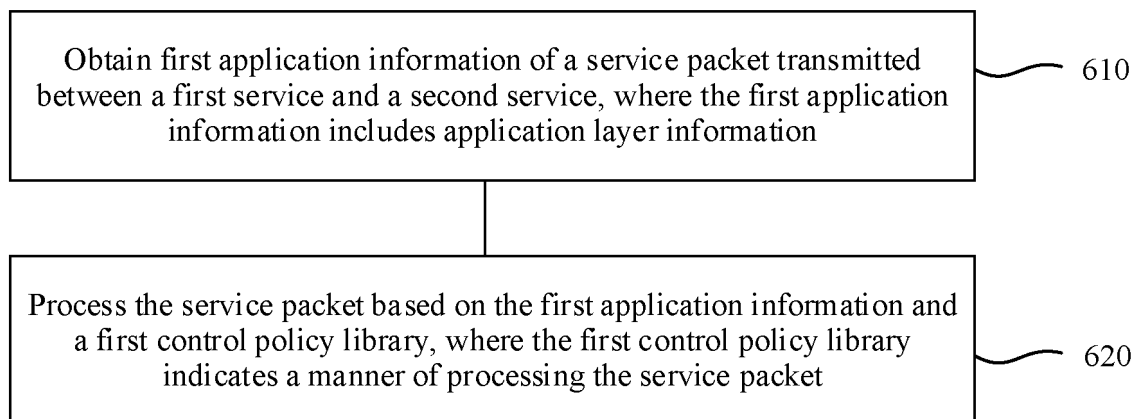 Obtain first application information of a service packet transmitted
between a first service and a second service, where the first application
information includes application layer information
610
Process the service packet based on the first application information and
a first control policy library, where the first control policy library
indicates a manner of processing the service packet
620